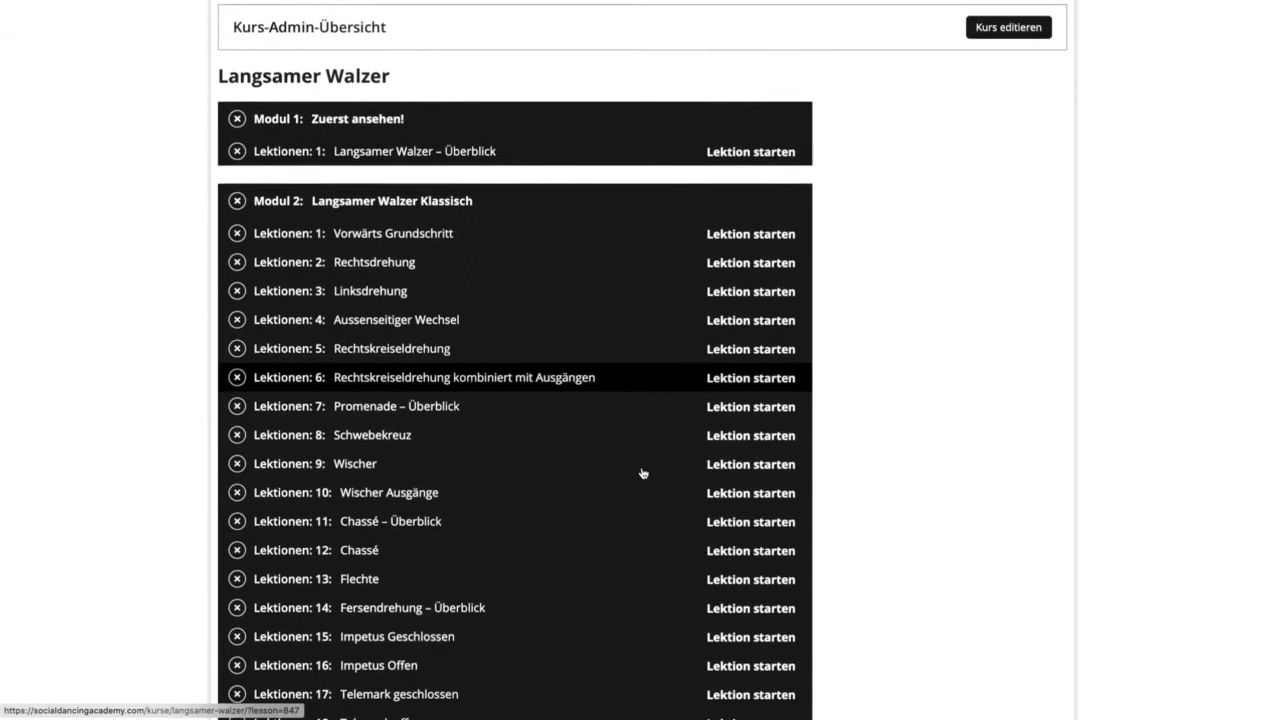 Kurs-Admin-Übersicht Kurs editieren
Langsamer Walzer
Modul 1: Zuerst ansehen!
Lektionen: 1: Langsamer Walzer – Überblick Lektion starten
Modul 2: Langsamer Walzer Klassisch
Lektionen: 1: Vorwärts Grundschritt Lektion starten
Lektionen: 2: Rechtsdrehung Lektion starten
Lektionen: 3: Linksdrehung Lektion starten
Lektionen: 4: Aussenseitiger Wechsel Lektion starten
Lektionen: 5: Rechtskreiseldrehung Lektion starten
Lektionen: 6: Rechtskreiseldrehung kombiniert mit Ausgängen Lektion starten
Lektionen: 7: Promenade – Überblick Lektion starten
Lektionen: 8: Schwebekreuz Lektion starten
Lektionen: 9: Wischer Lektion starten
Lektionen: 10: Wischer Ausgänge Lektion starten
Lektionen: 11: Chassé – Überblick Lektion starten
Lektionen: 12: Chassé Lektion starten
Lektionen: 13: Flechte Lektion starten
Lektionen: 14: Fersendrehung – Überblick Lektion starten
Lektionen: 15: Impetus Geschlossen Lektion starten
Lektionen: 16: Impetus Offen Lektion starten
Lektionen: 17: Telemark geschlossen Lektion starten
https://socialdancingacademy.com/kurse/langsamer-walzer/?lesson=847